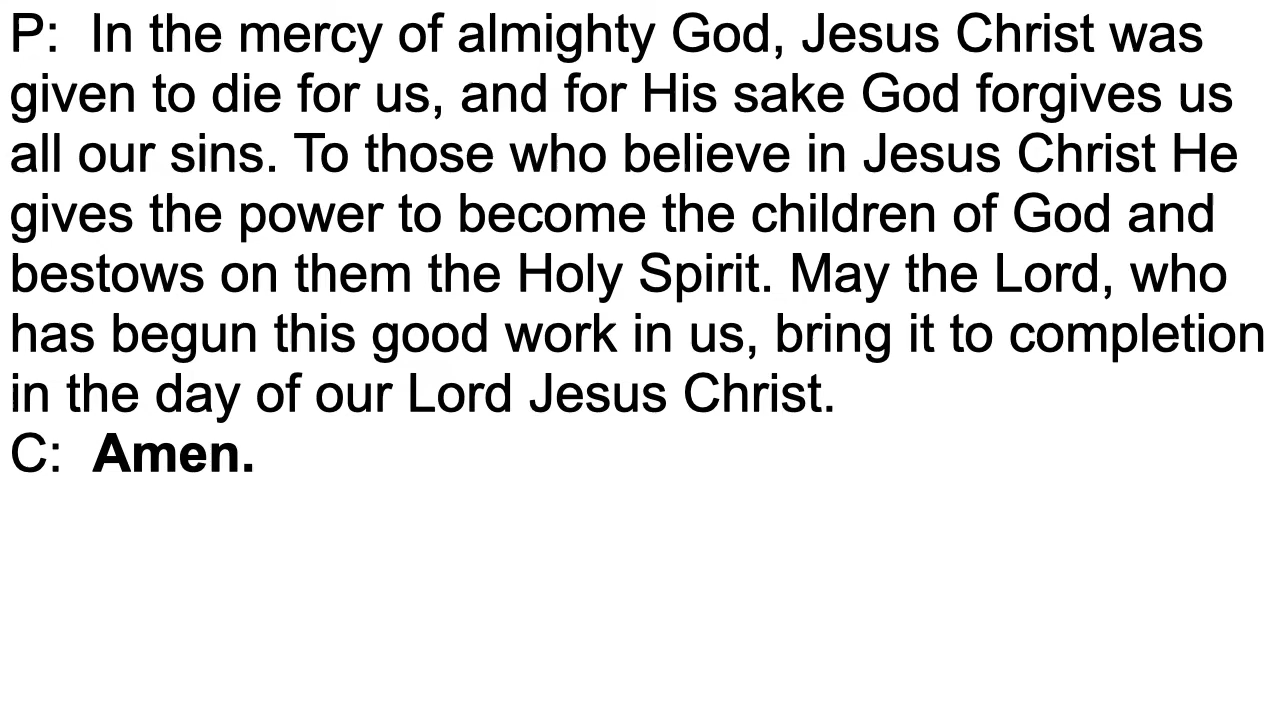 P:  In the mercy of almighty God, Jesus Christ was
given to die for us, and for His sake God forgives us
all our sins. To those who believe in Jesus Christ He
gives the power to become the children of God and
bestows on them the Holy Spirit. May the Lord, who
has begun this good work in us, bring it to completion
in the day of our Lord Jesus Christ.
C:  Amen.